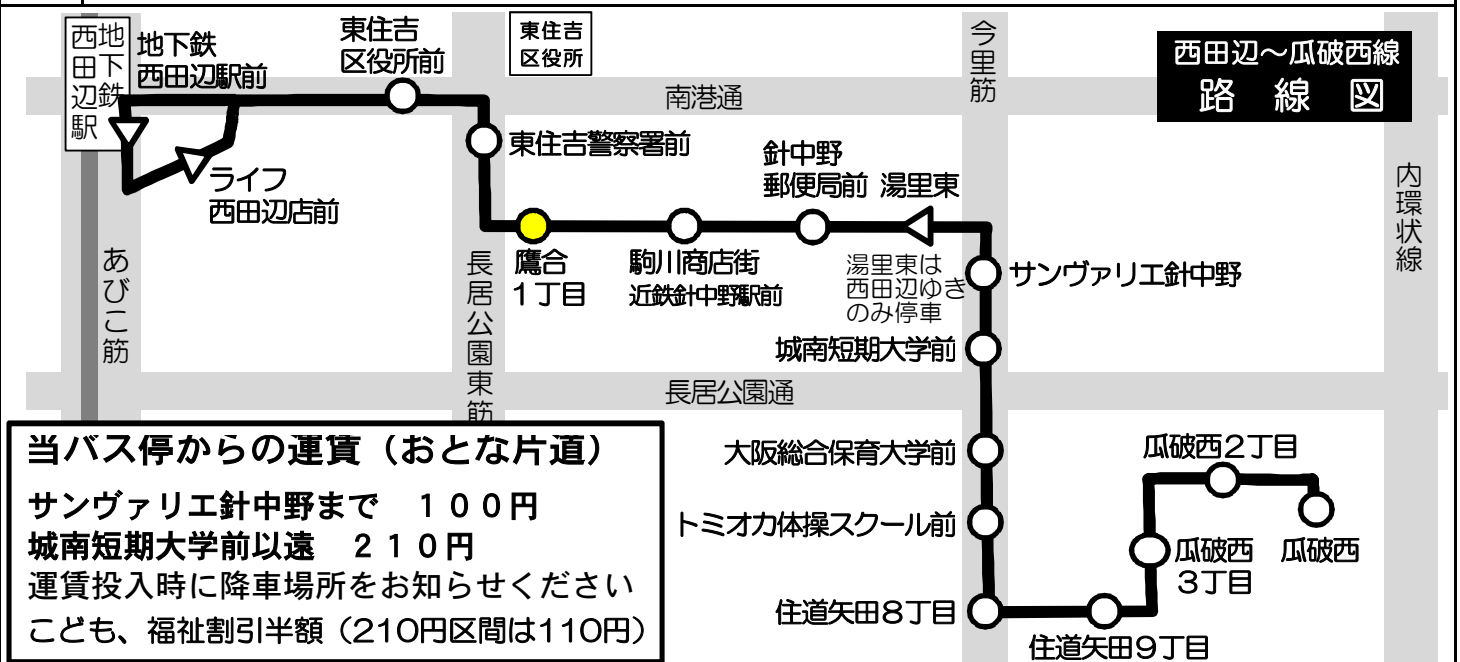 地下鉄
西田辺駅
地下鉄
西田辺駅前
東住吉
区役所前
東住吉
区役所
今里筋
西田辺～瓜破西線
路線図
南港通
東住吉警察署前
ライフ
西田辺店前
針中野
郵便局前
湯里東
内環状線
あびこ筋
長居公園東筋
鷹合
１丁目
駒川商店街
近鉄針中野駅前
湯里東は
西田辺ゆき
のみ停車
サンヴァリエ針中野
城南短期大学前
長居公園通
当バス停からの運賃（おとな片道）
サンヴァリエ針中野まで　１００円
城南短期大学前以遠　２１０円
運賃投入時に降車場所をお知らせください
こども、福祉割引半額（210円区間は110円）
大阪総合保育大学前
トミオカ体操スクール前
住道矢田８丁目
住道矢田９丁目
瓜破西２丁目
瓜破西
３丁目
瓜破西